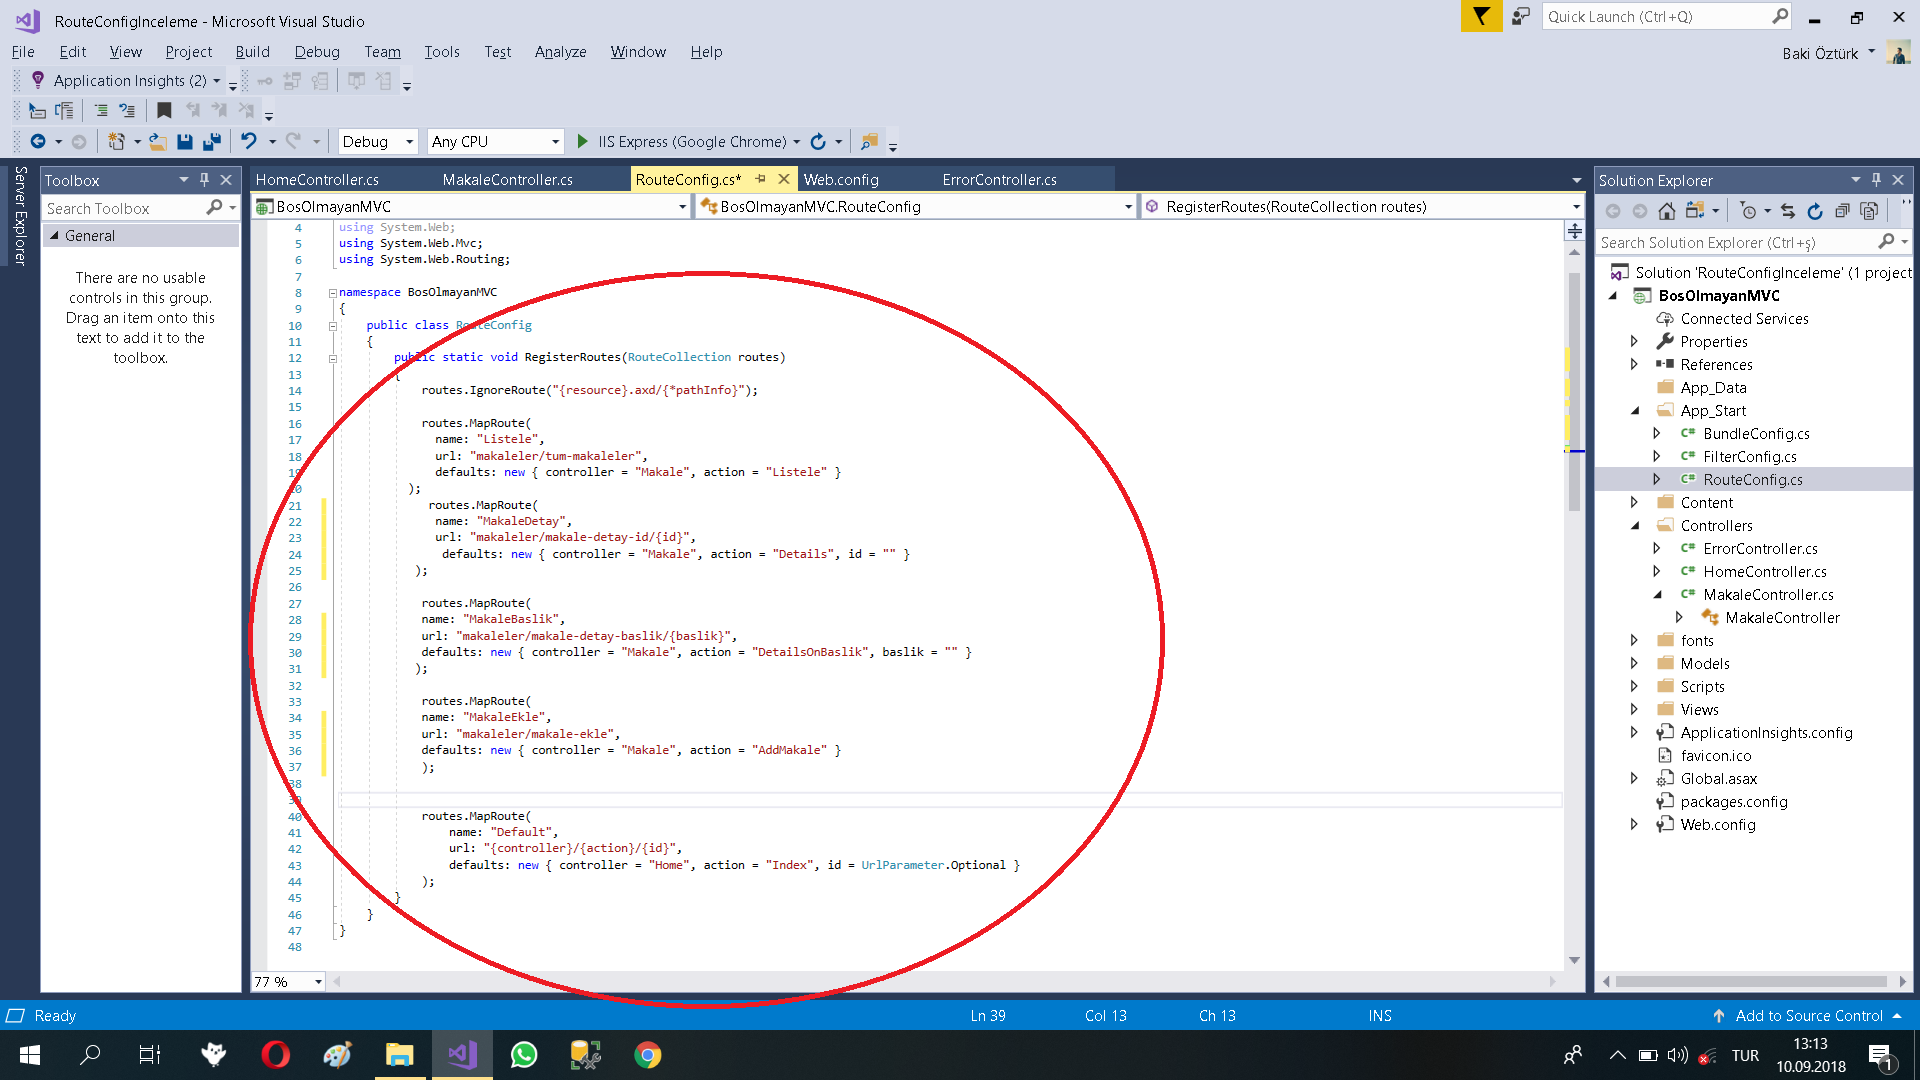 RouteConfigInceleme - Microsoft Visual Studio
Quick Launch (Ctrl+Q)
File Edit View Project Build Debug Team Tools Test Analyze Window Help
Baki Öztürk
Application Insights (2)
Debug Any CPU IIS Express (Google Chrome)
Server Explorer
Toolbox
Search Toolbox
General
There are no usable
controls in this group.
Drag an item onto this
text to add it to the
toolbox.
HomeController.cs MakaleController.cs RouteConfig.cs* Web.config ErrorController.cs
BosOlmayanMVC BosOlmayanMVC.RouteConfig RegisterRoutes(RouteCollection routes)
4 using System.Web;
5 using System.Web.Mvc;
6 using System.Web.Routing;
7
8 namespace BosOlmayanMVC
9 {
10 public class RouteConfig
11 {
12 public static void RegisterRoutes(RouteCollection routes)
13 {
14 routes.IgnoreRoute("{resource}.axd/{*pathInfo}");
15
16 routes.MapRoute(
17 name: "Listele",
18 url: "makaleler/tum-makaleler",
19 defaults: new { controller = "Makale", action = "Listele" }
20 );
21 routes.MapRoute(
22 name: "MakaleDetay",
23 url: "makaleler/makale-detay-id/{id}",
24 defaults: new { controller = "Makale", action = "Details", id = "" }
25 );
26
27 routes.MapRoute(
28 name: "MakaleBaslik",
29 url: "makaleler/makale-detay-baslik/{baslik}",
30 defaults: new { controller = "Makale", action = "DetailsOnBaslik", baslik = "" }
31 );
32
33 routes.MapRoute(
34 name: "MakaleEkle",
35 url: "makaleler/makale-ekle",
36 defaults: new { controller = "Makale", action = "AddMakale" }
37 );
38
39
40 routes.MapRoute(
41 name: "Default",
42 url: "{controller}/{action}/{id}",
43 defaults: new { controller = "Home", action = "Index", id = UrlParameter.Optional }
44 );
45 }
46 }
47 }
48
77 %
Solution Explorer
Search Solution Explorer (Ctrl+ş)
Solution 'RouteConfigInceleme' (1 project
BosOlmayanMVC
Connected Services
Properties
References
App_Data
App_Start
C# BundleConfig.cs
C# FilterConfig.cs
C# RouteConfig.cs
Content
Controllers
C# ErrorController.cs
C# HomeController.cs
C# MakaleController.cs
MakaleController
fonts
Models
Scripts
Views
ApplicationInsights.config
favicon.ico
Global.asax
packages.config
Web.config
Ready Ln 39 Col 13 Ch 13 INS Add to Source Control
TUR 13:13
10.09.2018
1